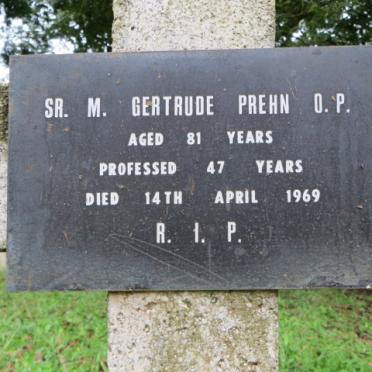 SR. M. GERTRUDE PREHN O.P.
AGED 81 YEARS
PROFESSED 47 YEARS
DIED 14TH APRIL 1969
R. I. P.